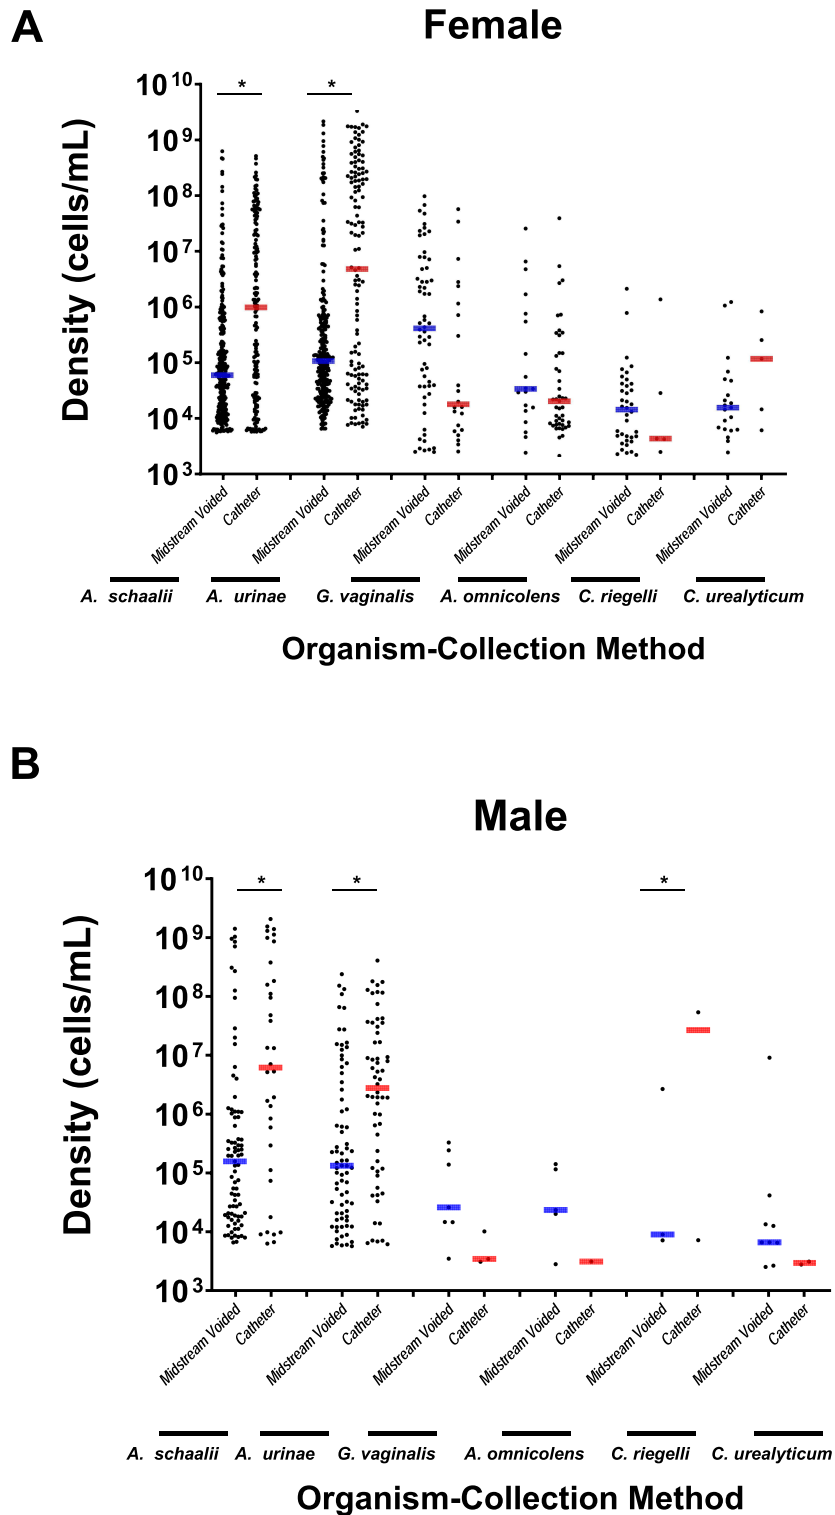 A
Female
* *
Density (cells/mL)
10^10
10^9
10^8
10^7
10^6
10^5
10^4
10^3
Midstream Voided Catheter Midstream Voided Catheter Midstream Voided Catheter Midstream Voided Catheter Midstream Voided Catheter Midstream Voided Catheter
A. schaalii A. urinae G. vaginalis A. omnicolens C. riegelli C. urealyticum
Organism-Collection Method
B
Male
* * *
Density (cells/mL)
10^10
10^9
10^8
10^7
10^6
10^5
10^4
10^3
Midstream Voided Catheter Midstream Voided Catheter Midstream Voided Catheter Midstream Voided Catheter Midstream Voided Catheter Midstream Voided Catheter
A. schaalii A. urinae G. vaginalis A. omnicolens C. riegelli C. urealyticum
Organism-Collection Method